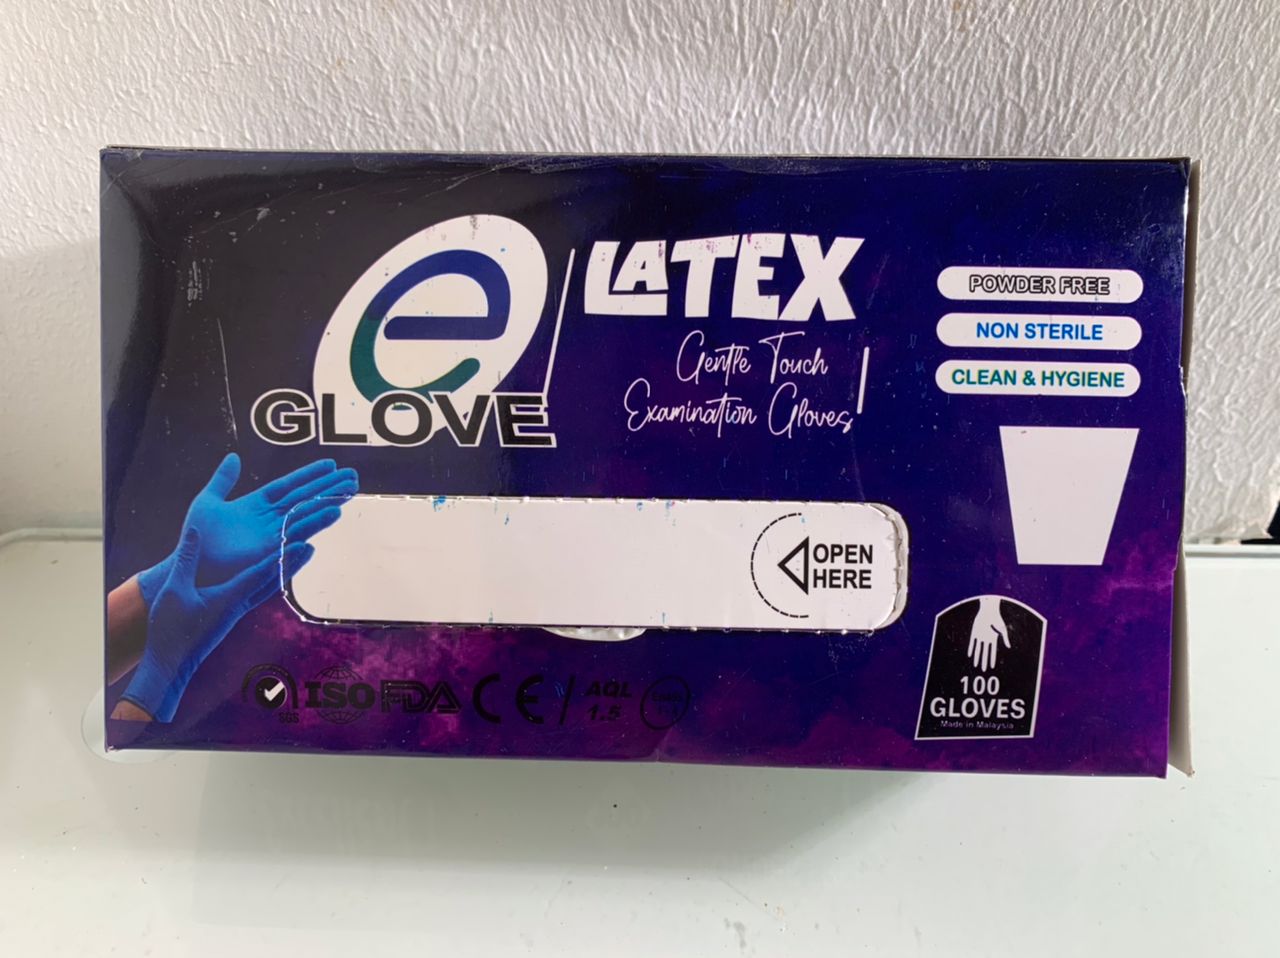 e
GLOVE
LATEX
Gentle Touch
Examination Gloves
POWDER FREE
NON STERILE
CLEAN & HYGIENE
OPEN
HERE
SGS
ISO
FDA
CE
AQL
1.5
100
GLOVES
Made in Malaysia